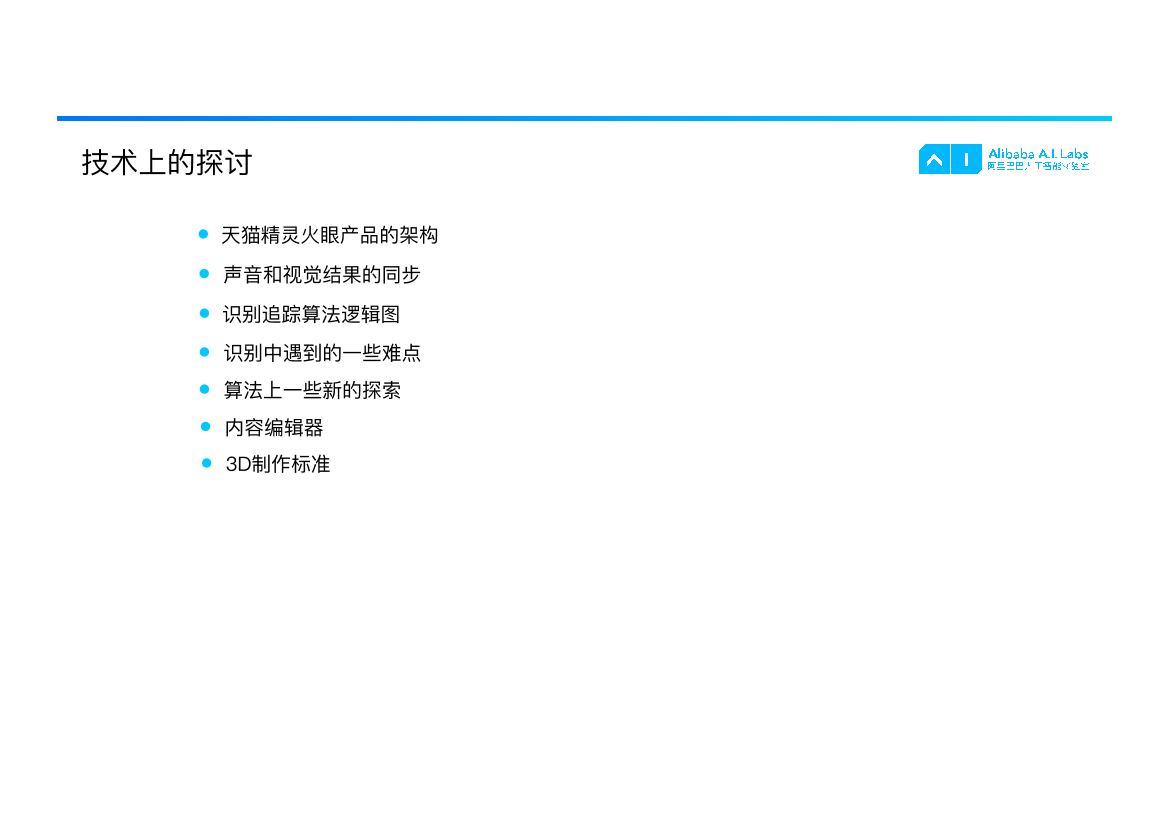 技术上的探讨
Alibaba A.I. Labs
阿里巴巴人工智能实验室
天猫精灵火眼产品的架构
声音和视觉结果的同步
识别追踪算法逻辑图
识别中遇到的一些难点
算法上一些新的探索
内容编辑器
3D制作标准